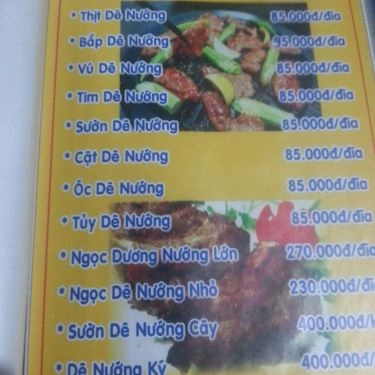 * Thịt Dê Nướng 85.000đ/đĩa
* Bắp Dê Nướng 95.000đ/đĩa
* Vú Dê Nướng 85.000đ/đĩa
* Tim Dê Nướng 85.000đ/đĩa
* Sườn Dê Nướng 85.000đ/đĩa
* Cật Dê Nướng 85.000đ/đĩa
* Óc Dê Nướng 85.000đ/đĩa
* Tủy Dê Nướng 85.000đ/đĩa
* Ngọc Dương Nướng Lớn 270.000đ/đĩa
* Ngọc Dê Nướng Nhỏ 230.000đ/đĩ
* Sườn Dê Nướng Cây 400.000đ/k
* Dê Nướng Ký 400.000đ/